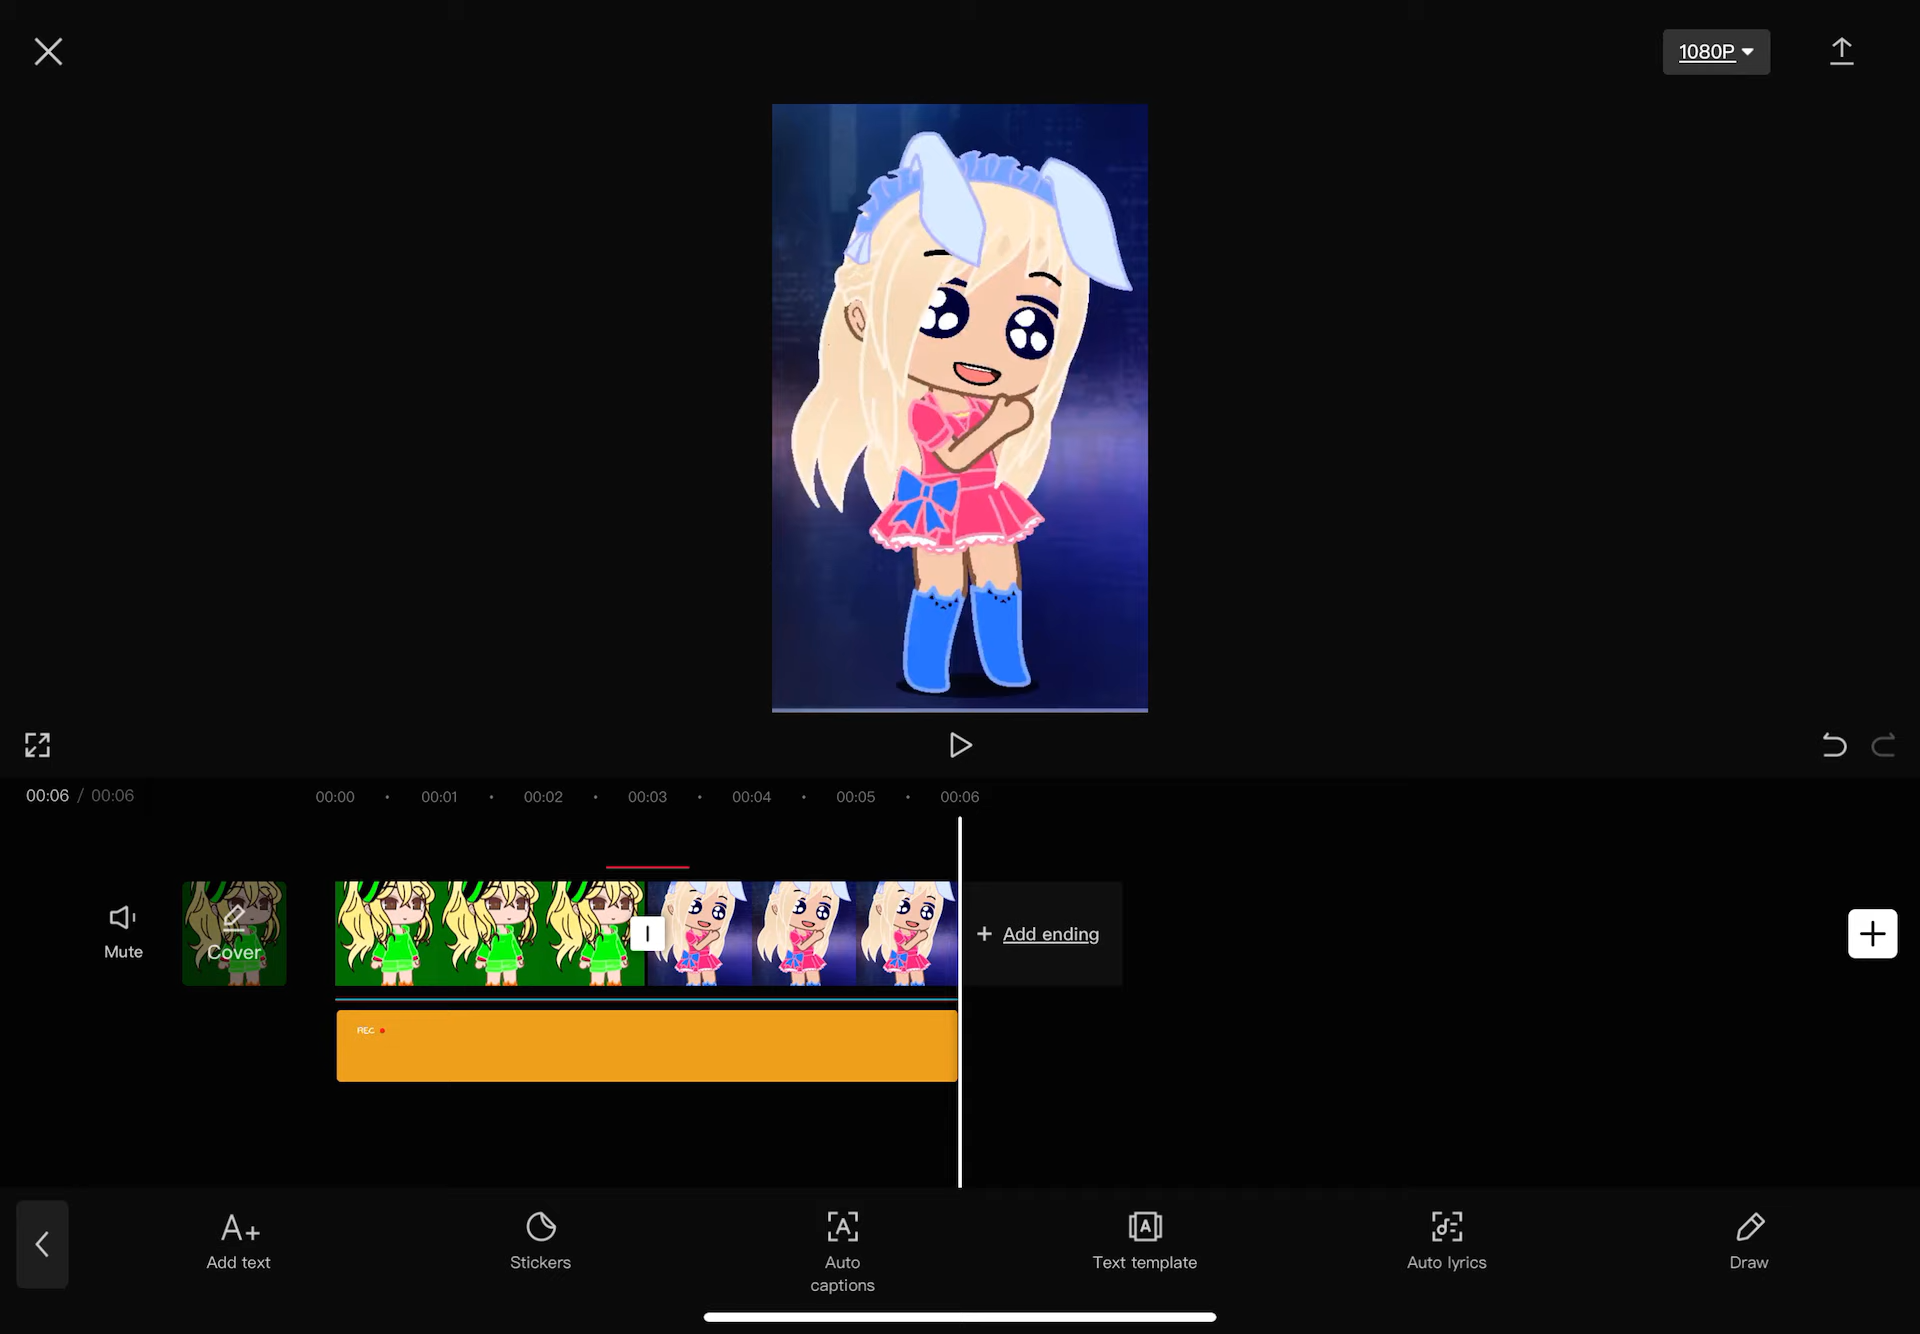 1080P
00:06 / 00:06
00:00 · 00:01 · 00:02 · 00:03 · 00:04 · 00:05 · 00:06
Mute
Cover
+ Add ending
REC
Add text
Stickers
Auto
captions
Text template
Auto lyrics
Draw